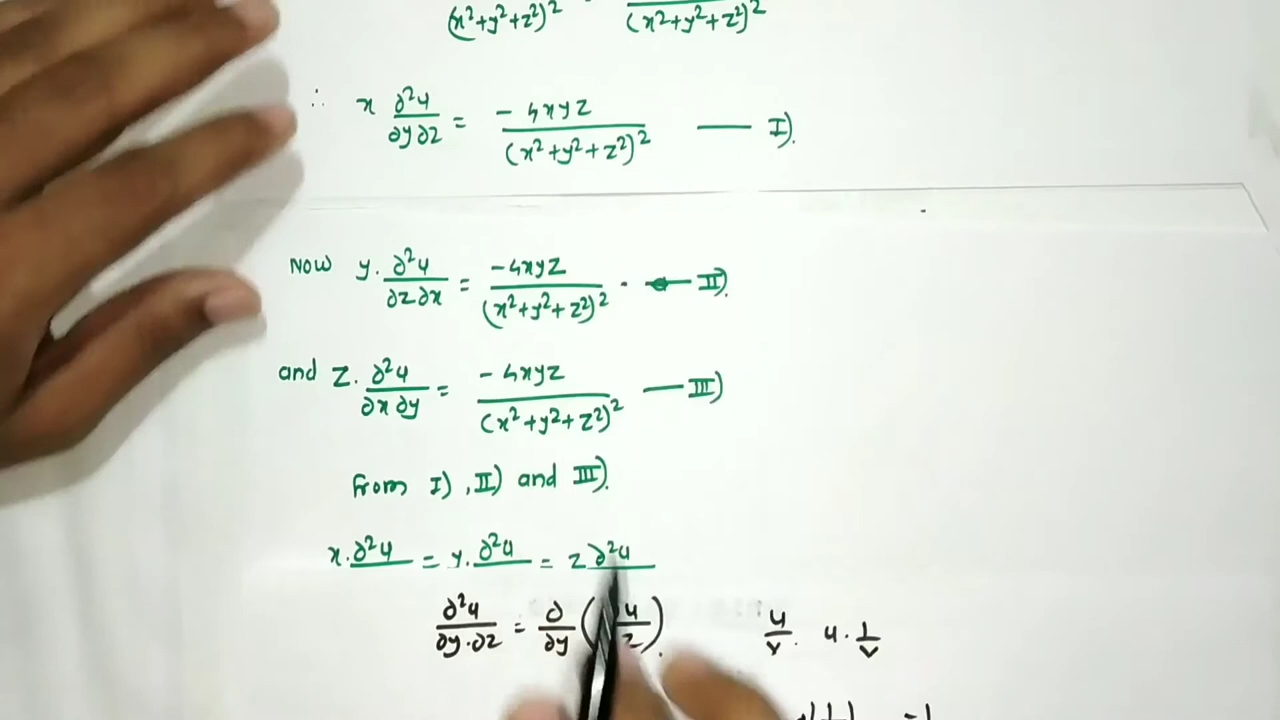 (x²+y²+z²)² (x²+y²+z²)²
∴ x ∂²u/∂y∂z = -4xyz/(x²+y²+z²)² — I).
Now y. ∂²u/∂z∂x = -4xyz/(x²+y²+z²)² . — II).
and z. ∂²u/∂x∂y = -4xyz/(x²+y²+z²)² — III)
from I), II) and III).
x. ∂²u = y. ∂²u = z ∂²u
∂²u/∂y.∂z = ∂/∂y ( u/z ). u/v. u. 1/v